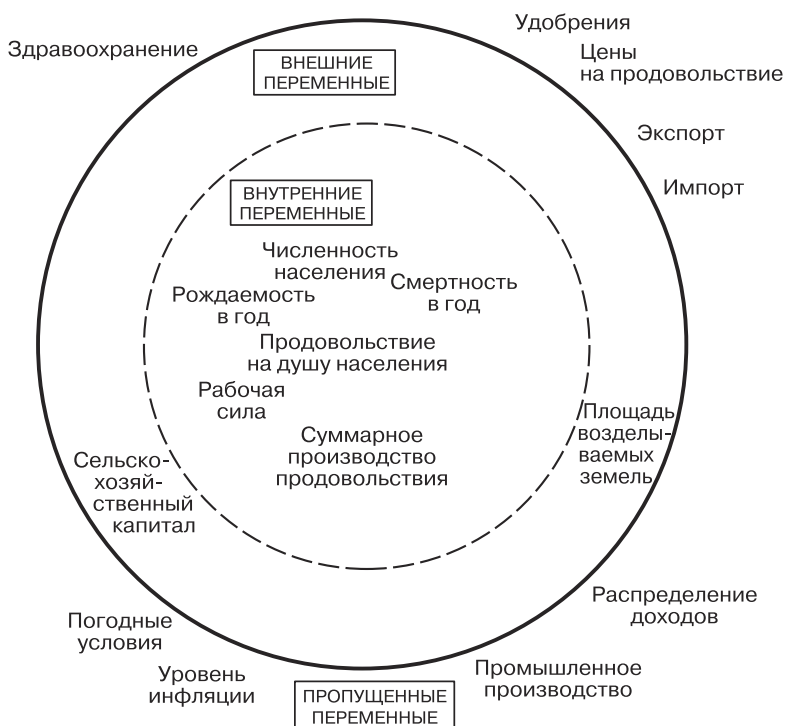 Удобрения
Здравоохранение
Цены
на продовольствие
ВНЕШНИЕ
ПЕРЕМЕННЫЕ
Экспорт
Импорт
ВНУТРЕННИЕ
ПЕРЕМЕННЫЕ
Численность
населения
Смертность
в год
Рождаемость
в год
Продовольствие
на душу населения
Рабочая
сила
Площадь
возделы-
ваемых
земель
Суммарное
производство
продовольствия
Сельско-
хозяй-
ственный
капитал
Распределение
доходов
Погодные
условия
Уровень
инфляции
Промышленное
производство
ПРОПУЩЕННЫЕ
ПЕРЕМЕННЫЕ